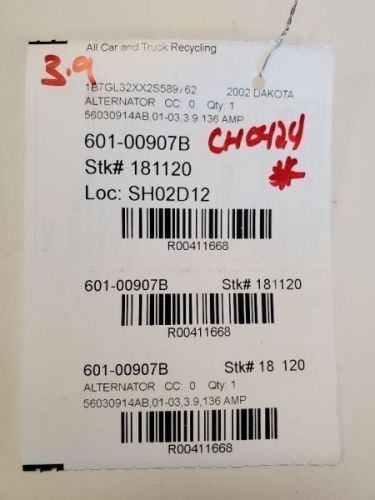 All Car and Truck Recycling
3.9
2002 DAKOTA
ALTERNATOR CC: 0 Qty: 1
56030914AB,01-03,3.9,136 AMP
601-00907B
CH0424
Stk# 181120
*
Loc: SH02D12
R00411668
601-00907B Stk# 181120
R00411668
601-00907B Stk# 18 120
ALTERNATOR CC: 0 Qty: 1
56030914AB,01-03,3.9,136 AMP
R00411668